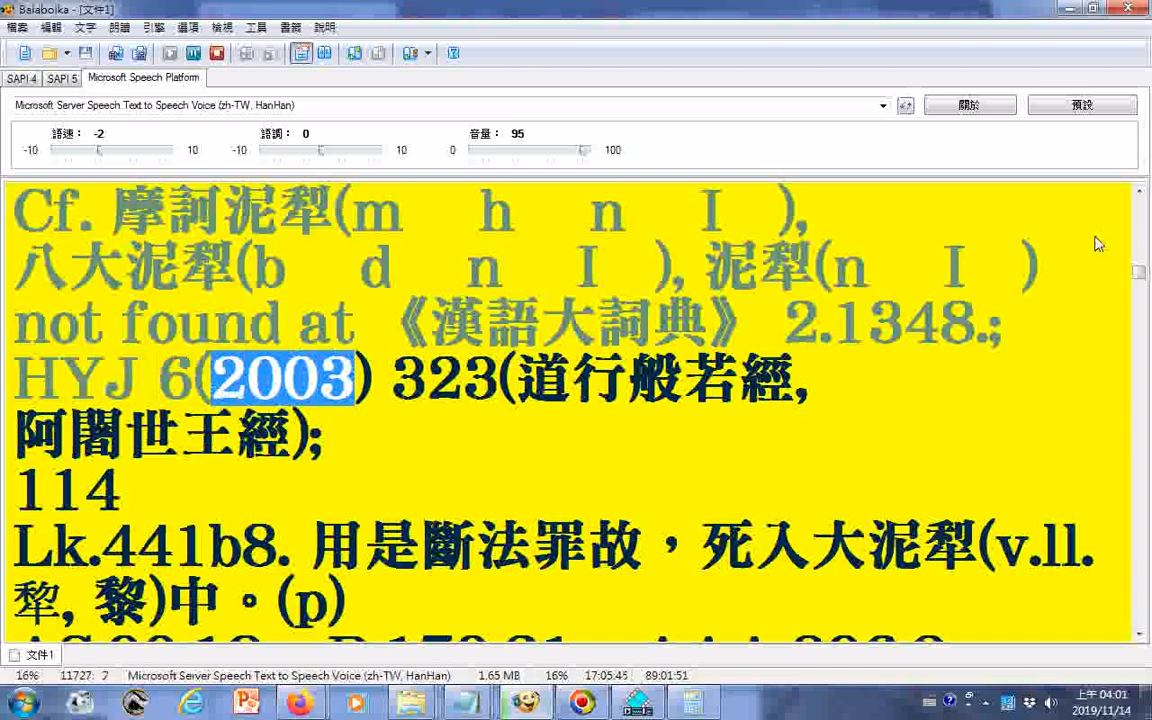 Balabolka - [文件1]
檔案 編輯 文字 朗讀 引擎 選項 檢視 工具 書籤 說明
SAPI 4 SAPI 5 Microsoft Speech Platform
Microsoft Server Speech Text to Speech Voice (zh-TW, HanHan) 關於 預設
語速： -2 語調： 0 音量： 95
-10 10 -10 10 0 100
Cf. 摩訶泥犁(m h n I ),
八大泥犁(b d n I ), 泥犁(n I )
not found at 《漢語大詞典》 2.1348.;
HYJ 6(2003) 323(道行般若經,
阿闍世王經);
114
Lk.441b8. 用是斷法罪故，死入大泥犁(v.ll.
犂, 黎)中。(p)
文件1
16% 11727: 7 Microsoft Server Speech Text to Speech Voice (zh-TW, HanHan) 1.65 MB 16% 17:05:45 89:01:51
上午 04:01
2019/11/14